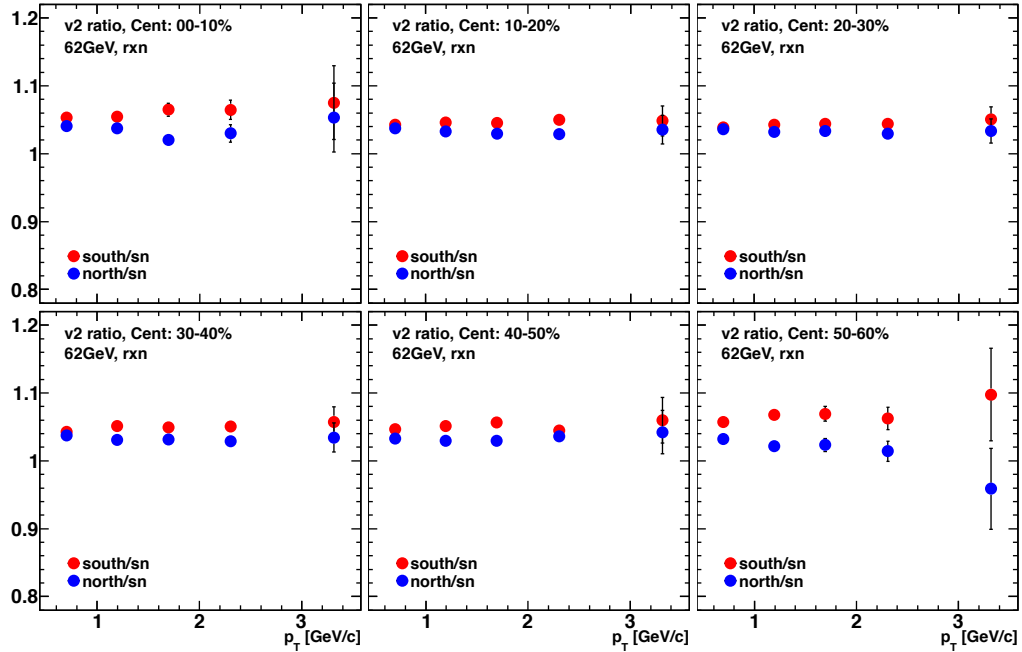 v2 ratio, Cent: 00-10%
62GeV, rxn
v2 ratio, Cent: 10-20%
62GeV, rxn
v2 ratio, Cent: 20-30%
62GeV, rxn
1.2
1.1
1
0.9
0.8
south/sn
north/sn
south/sn
north/sn
south/sn
north/sn
v2 ratio, Cent: 30-40%
62GeV, rxn
v2 ratio, Cent: 40-50%
62GeV, rxn
v2 ratio, Cent: 50-60%
62GeV, rxn
1.2
1.1
1
0.9
0.8
south/sn
north/sn
south/sn
north/sn
south/sn
north/sn
1 2 3
1 2 3
1 2 3
p_T [GeV/c]
p_T [GeV/c]
p_T [GeV/c]